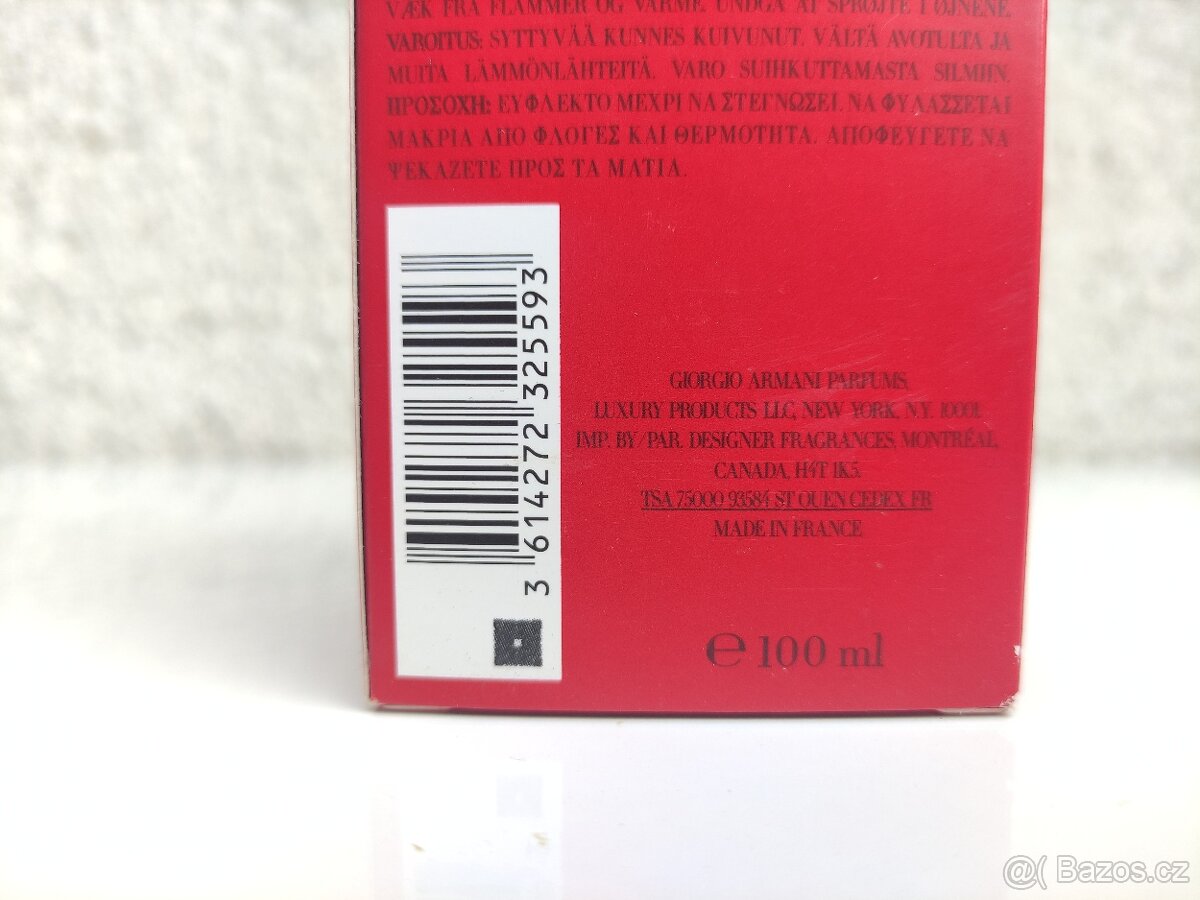 VÆK FRA FLAMMER OG VARME. UNDGÅ AT SPRØJTE I ØJNENE.
VAROITUS: SYTTYVÄÄ KUNNES KUIVUNUT. VÄLTÄ AVOTULTA JA
MUITA LÄMMÖNLÄHTEITÄ. VARO SUIHKUTTAMASTA SILMIIN.
ΠΡΟΣΟΧΗ: ΕΥΦΛΕΚΤΟ ΜΕΧΡΙ ΝΑ ΣΤΕΓΝΩΣΕΙ. ΝΑ ΦΥΛΑΣΣΕΤΑΙ
ΜΑΚΡΙΑ ΑΠΟ ΦΛΟΓΕΣ ΚΑΙ ΘΕΡΜΟΤΗΤΑ. ΑΠΟΦΕΥΓΕΤΕ ΝΑ
ΨΕΚΑΖΕΤΕ ΠΡΟΣ ΤΑ ΜΑΤΙΑ.
3 614272 325593
GIORGIO ARMANI PARFUMS,
LUXURY PRODUCTS LLC, NEW YORK, N.Y. 10001.
IMP. BY/PAR. DESIGNER FRAGRANCES, MONTRÉAL,
CANADA, H4T 1K5.
TSA 75000 93584 ST OUEN CEDEX FR
MADE IN FRANCE
℮ 100 ml
@( Bazos.cz